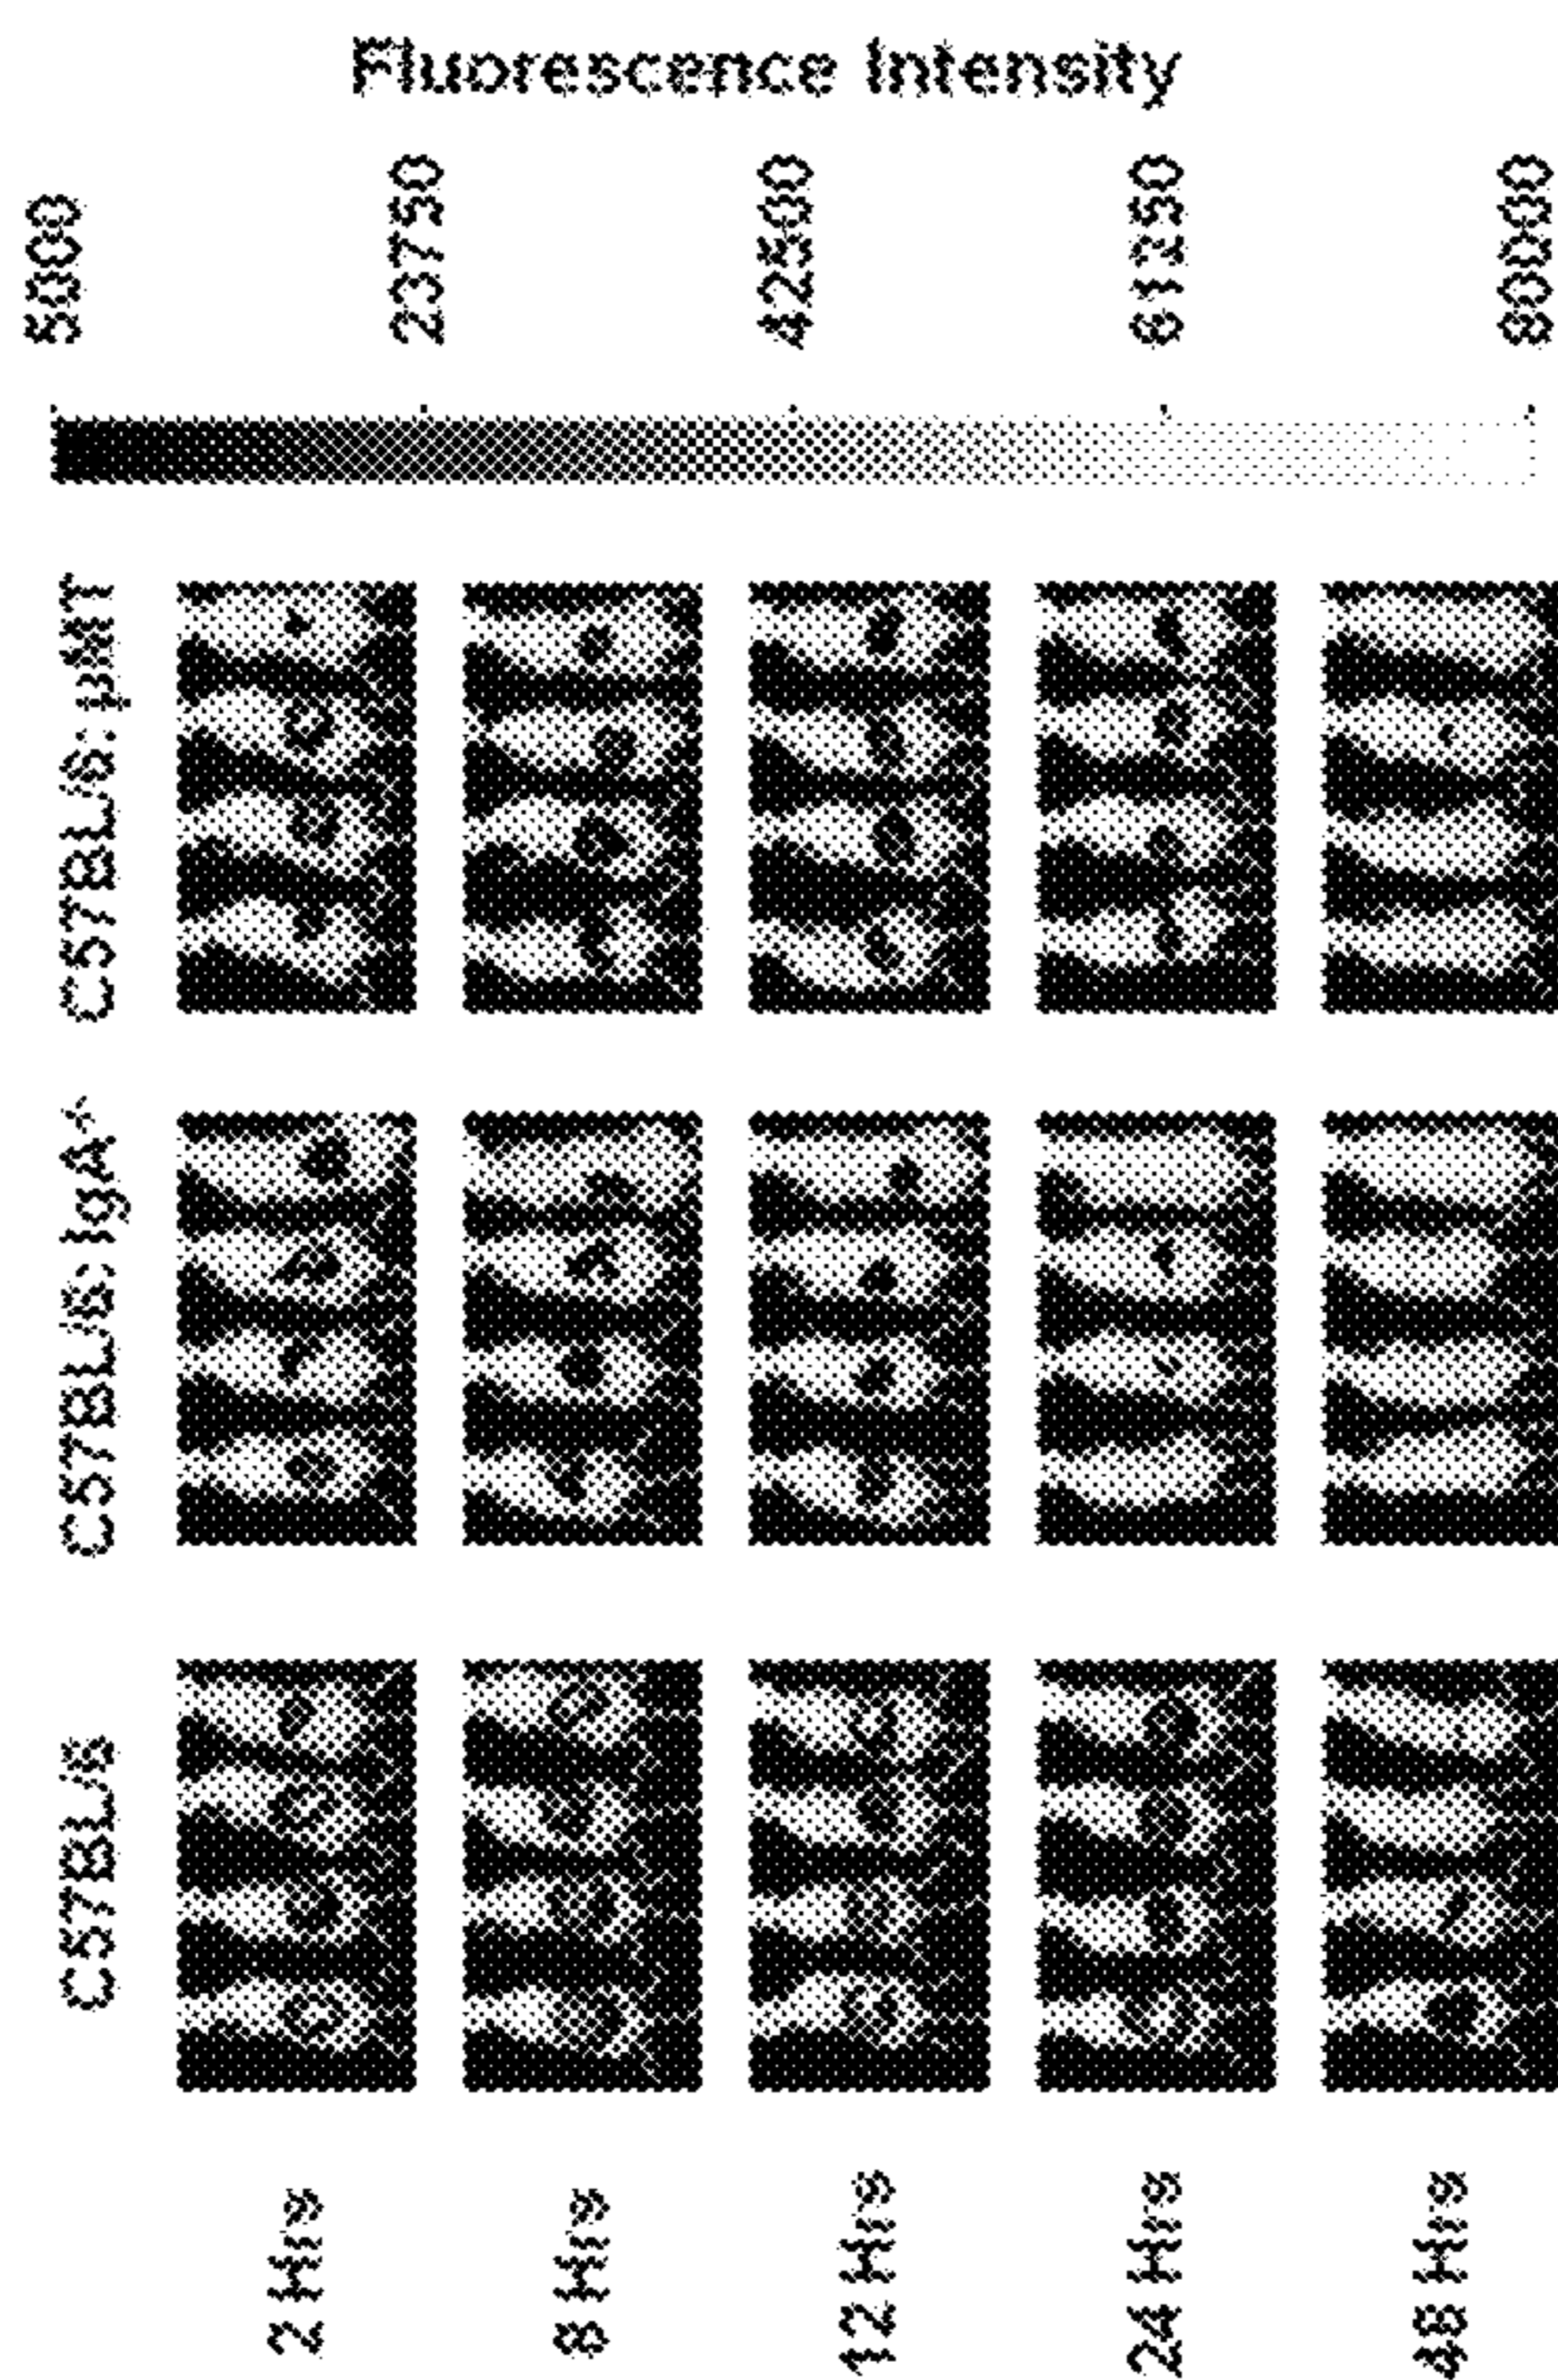 Fluorescence Intensity
5000
23750
42500
61250
80000
C57BL/6
C57BL/6: IgA-/-
C57BL/6: µMT
2 Hrs
8 Hrs
12 Hrs
24 Hrs
48 Hrs